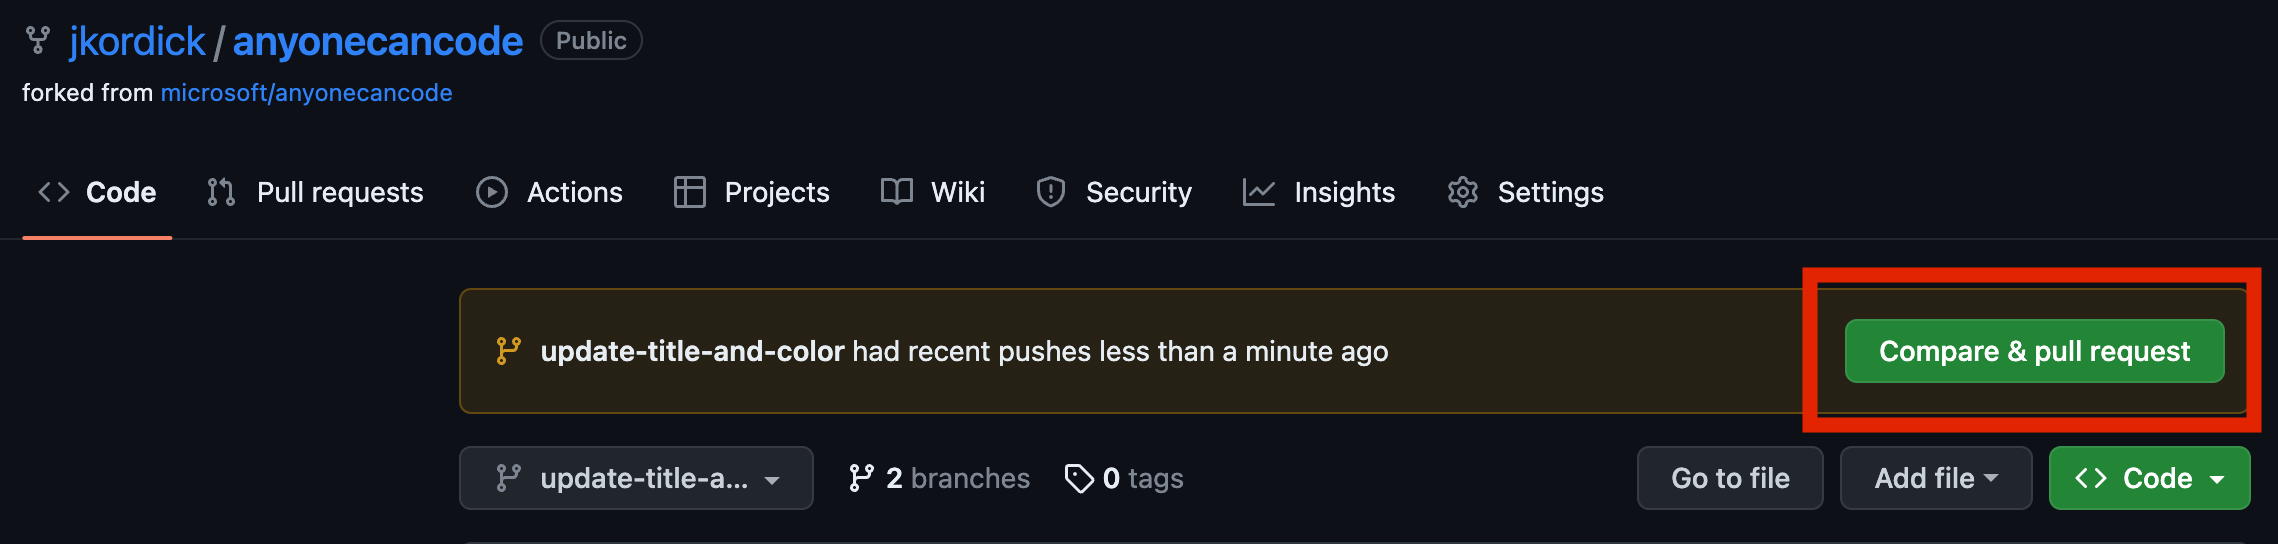 jkordick / anyonecancode Public
forked from microsoft/anyonecancode
Code Pull requests Actions Projects Wiki Security Insights Settings
update-title-and-color had recent pushes less than a minute ago Compare & pull request
update-title-a... 2 branches 0 tags Go to file Add file Code